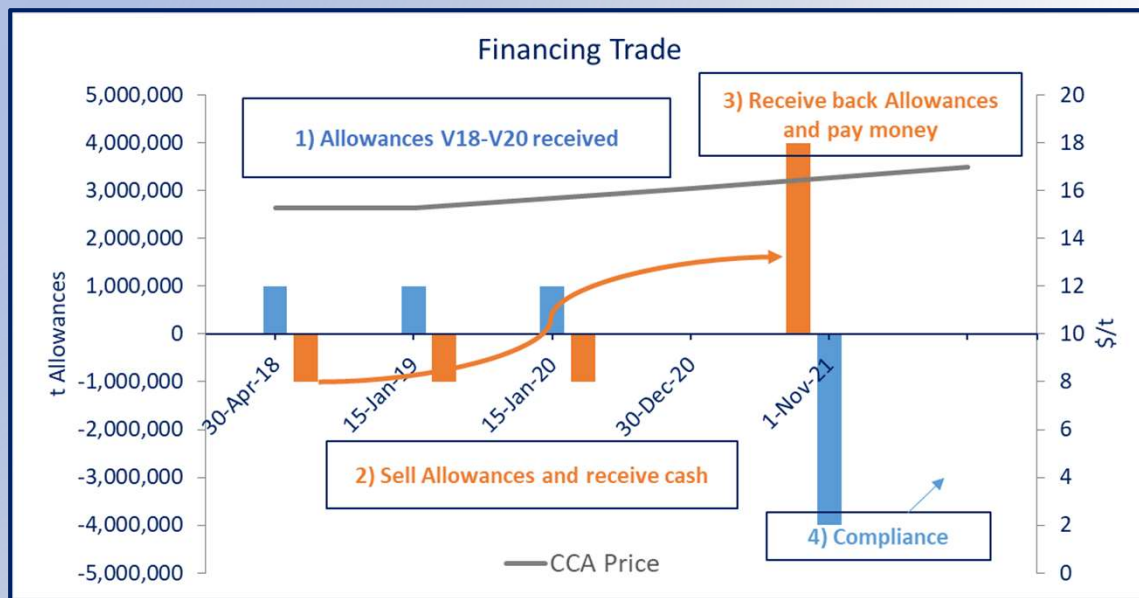 Financing Trade
5,000,000
4,000,000
3,000,000
2,000,000
1,000,000
0
-1,000,000
-2,000,000
-3,000,000
-4,000,000
-5,000,000
t Allowances
1) Allowances V18-V20 received
3) Receive back Allowances
and pay money
20
18
16
14
12
10
8
6
4
2
0
$/t
30-Apr-18
15-Jan-19
15-Jan-20
30-Dec-20
1-Nov-21
2) Sell Allowances and receive cash
4) Compliance
CCA Price